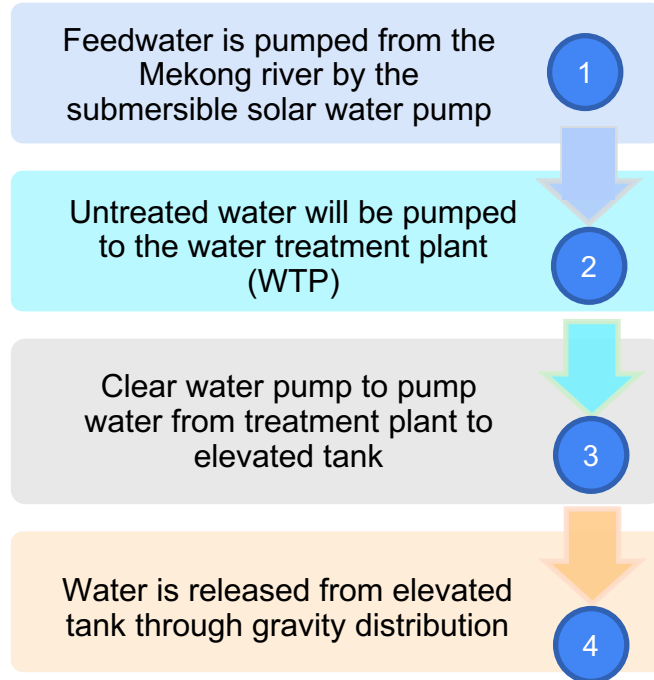 Feedwater is pumped from the
Mekong river by the
submersible solar water pump
1
Untreated water will be pumped
to the water treatment plant
(WTP)
2
Clear water pump to pump
water from treatment plant to
elevated tank
3
Water is released from elevated
tank through gravity distribution
4